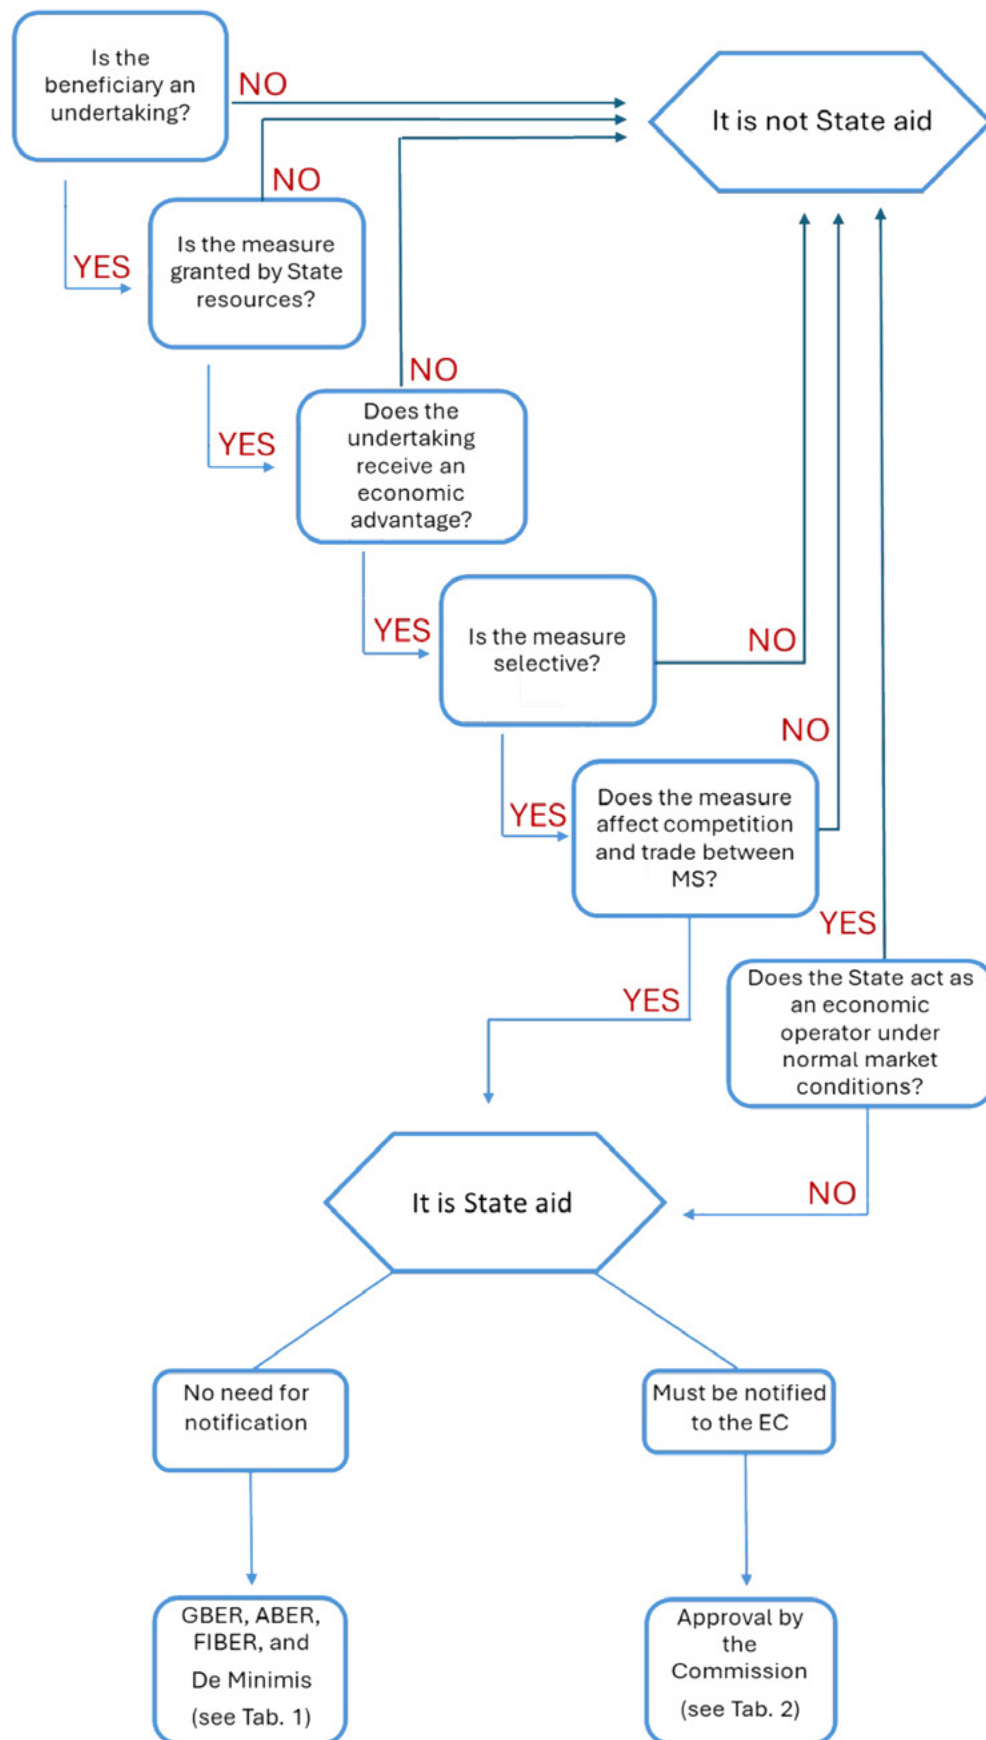 Is the
beneficiary an
undertaking?
NO
It is not State aid
YES
NO
Is the measure
granted by State
resources?
YES
NO
Does the
undertaking
receive an
economic
advantage?
YES
Is the measure
selective?
NO
YES
NO
Does the measure
affect competition
and trade between
MS?
YES
YES
Does the State act as
an economic
operator under
normal market
conditions?
NO
It is State aid
No need for
notification
Must be notified
to the EC
GBER, ABER,
FIBER, and
De Minimis
(see Tab. 1)
Approval by
the
Commission
(see Tab. 2)